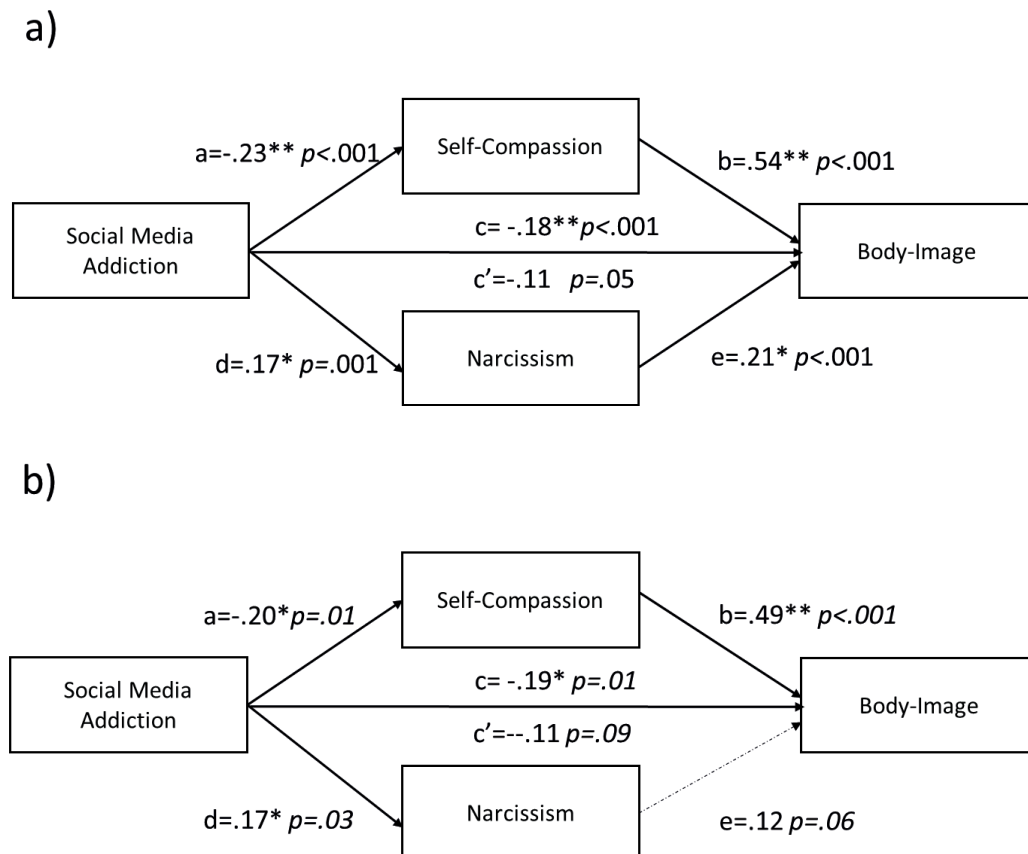 a)
Self-Compassion
a=-.23** p<.001
b=.54** p<.001
Social Media
Addiction
c= -.18**p<.001
Body-Image
c’=-.11 p=.05
Narcissism
d=.17* p=.001
e=.21* p<.001
b)
Self-Compassion
a=-.20*p=.01
b=.49** p<.001
Social Media
Addiction
c= -.19* p=.01
Body-Image
c’=--.11 p=.09
Narcissism
d=.17* p=.03
e=.12 p=.06